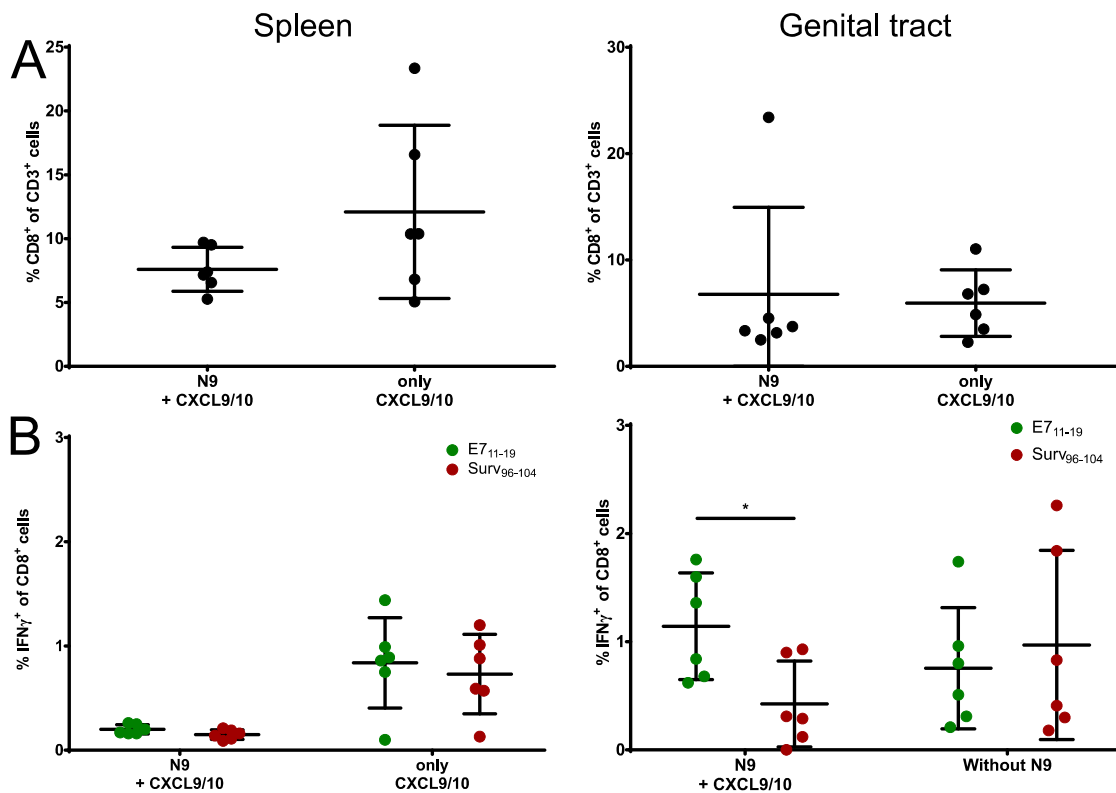 Spleen
Genital tract
A
% CD8+ of CD3+ cells
25
20
15
10
5
0
N9
+ CXCL9/10
only
CXCL9/10
% CD8+ of CD3+ cells
30
20
10
0
N9
+ CXCL9/10
only
CXCL9/10
B
% IFNγ+ of CD8+ cells
3
2
1
0
E711-19
Surv96-104
N9
+ CXCL9/10
only
CXCL9/10
% IFNγ+ of CD8+ cells
3
2
1
0
E711-19
Surv96-104
*
N9
+ CXCL9/10
Without N9